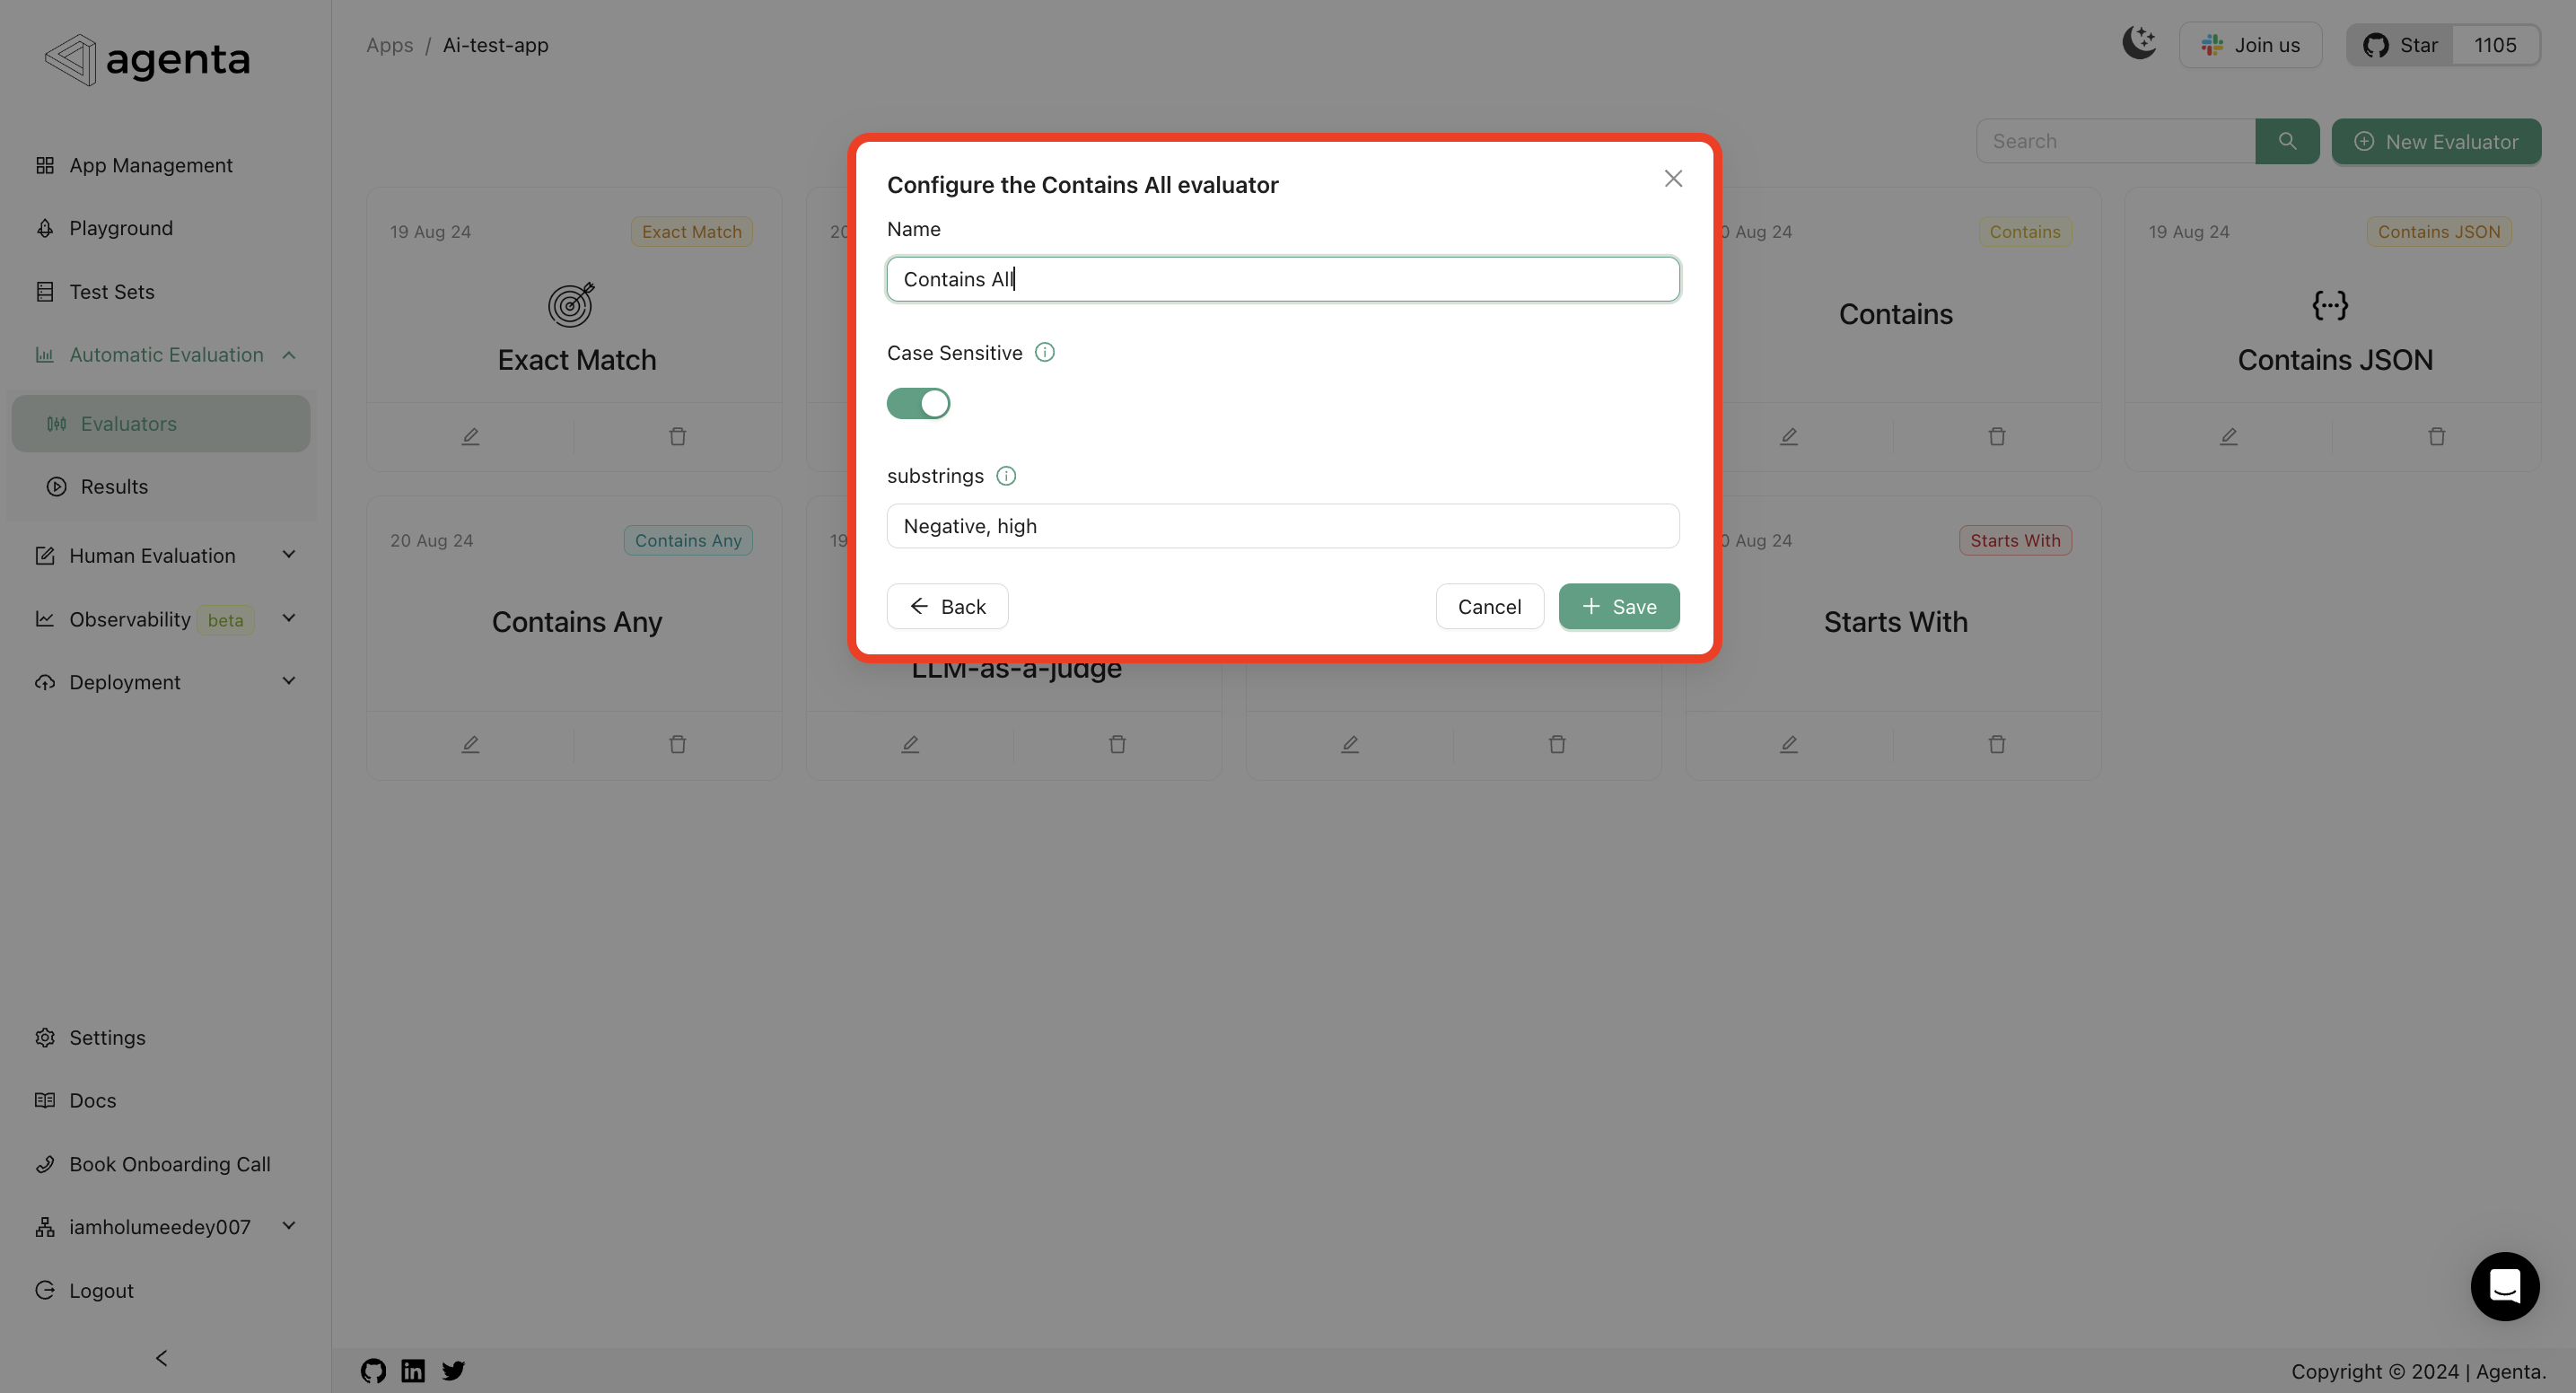 agenta
App Management
Playground
Test Sets
Automatic Evaluation
Evaluators
Results
Human Evaluation
Observability beta
Deployment
Settings
Docs
Book Onboarding Call
iamholumeedey007
Logout
Apps / Ai-test-app
Join us
Star 1105
Search
New Evaluator
19 Aug 24 Exact Match
Exact Match
20
0 Aug 24 Contains
Contains
19 Aug 24 Contains JSON
{···}
Contains JSON
20 Aug 24 Contains Any
Contains Any
19
LLM-as-a-judge
0 Aug 24 Starts With
Starts With
Configure the Contains All evaluator
Name
Contains All
Case Sensitive
substrings
Negative, high
Back
Cancel
Save
Copyright © 2024 | Agenta.